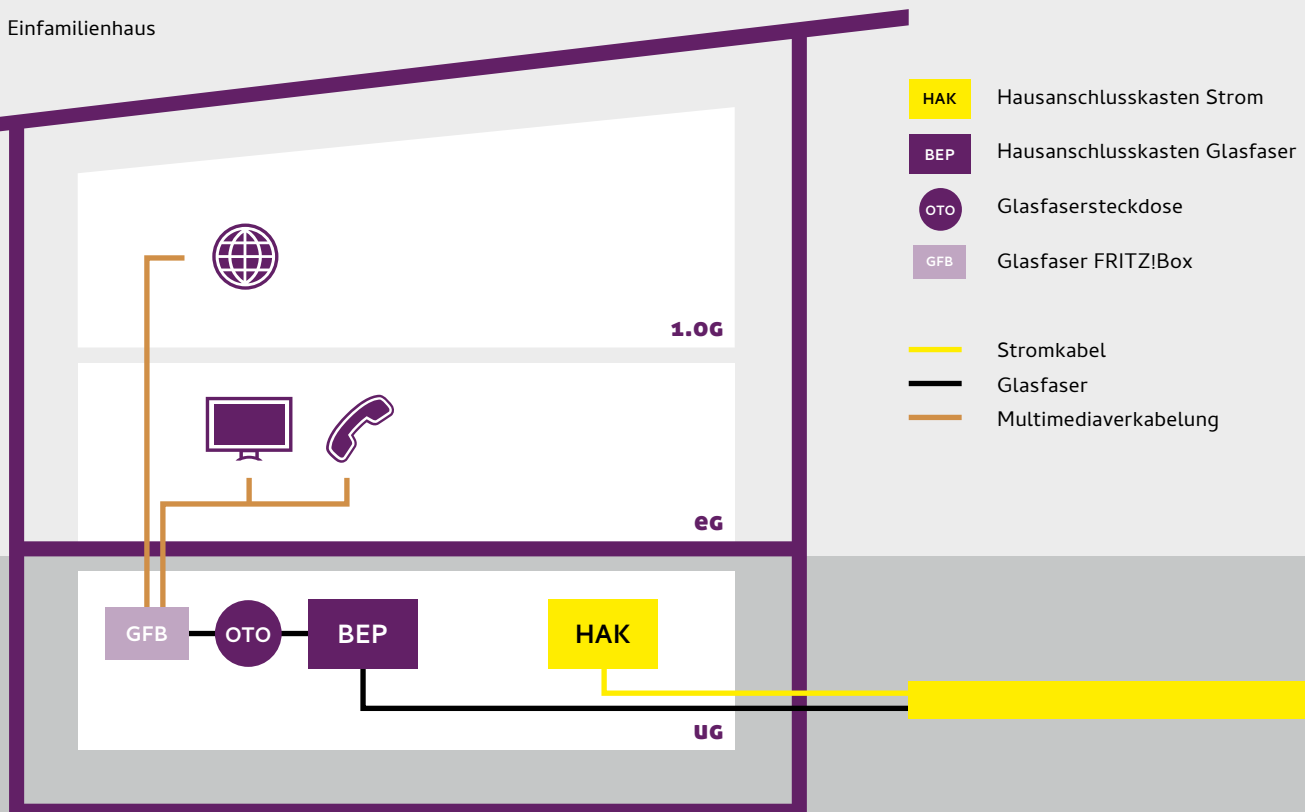 Einfamilienhaus
HAK Hausanschlusskasten Strom
BEP Hausanschlusskasten Glasfaser
OTO Glasfasersteckdose
GFB Glasfaser FRITZ!Box
Stromkabel
Glasfaser
Multimediaverkabelung
1.OG
eG
GFB OTO BEP HAK
UG